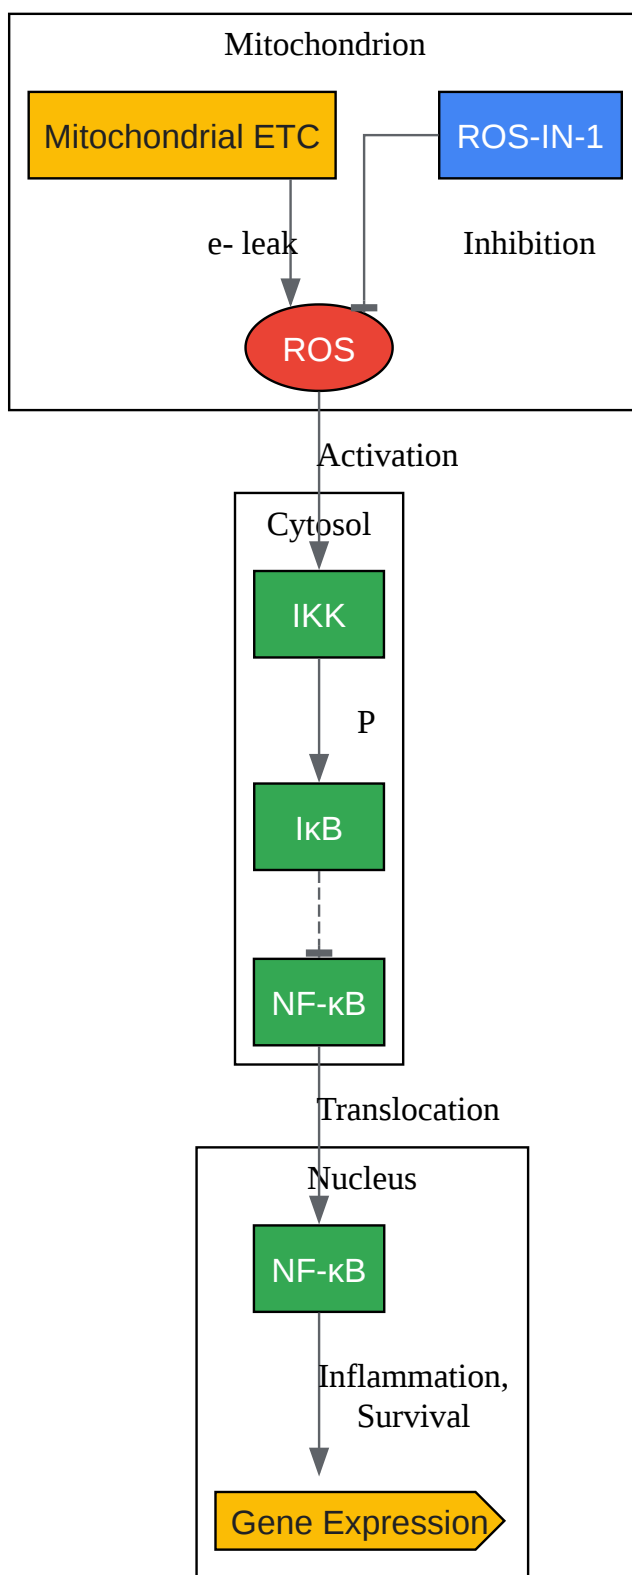 Mitochondrion
Mitochondrial ETC
ROS-IN-1
e- leak
Inhibition
ROS
Activation
Cytosol
IKK
P
IκB
NF-κB
Translocation
Nucleus
NF-κB
Inflammation,
Survival
Gene Expression